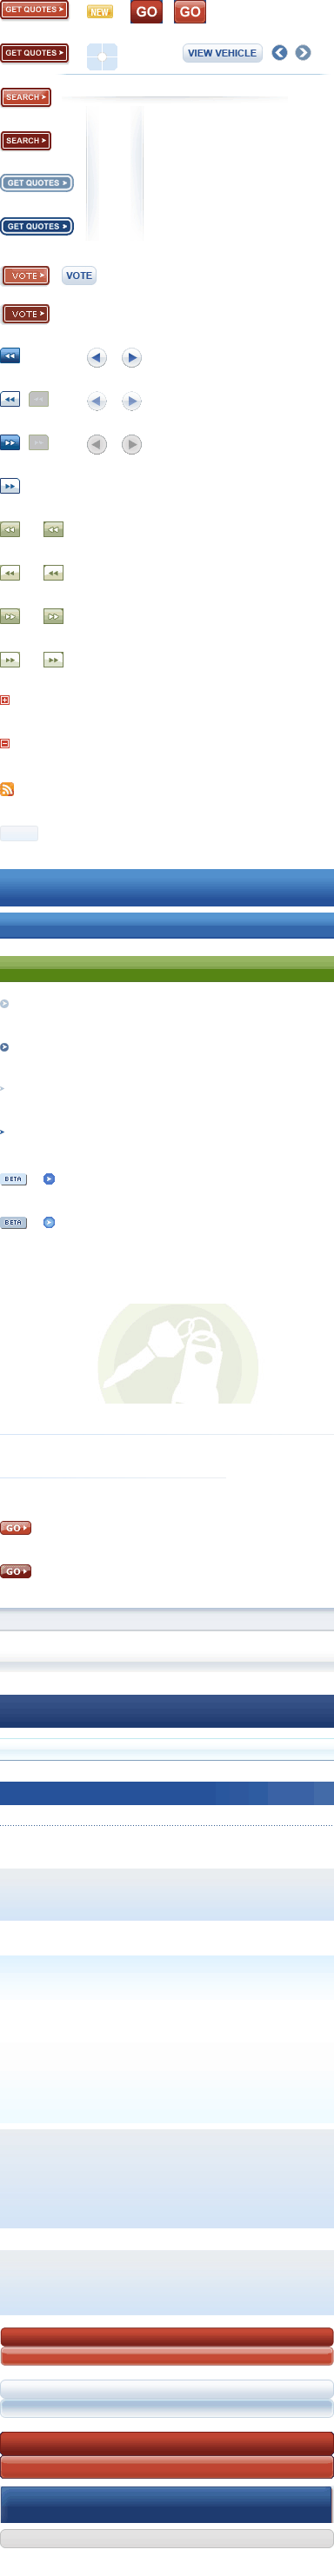 GET QUOTES NEW GO GO
GET QUOTES VIEW VEHICLE
SEARCH
SEARCH
GET QUOTES
GET QUOTES
VOTE VOTE
VOTE
BETA
BETA
GO
GO